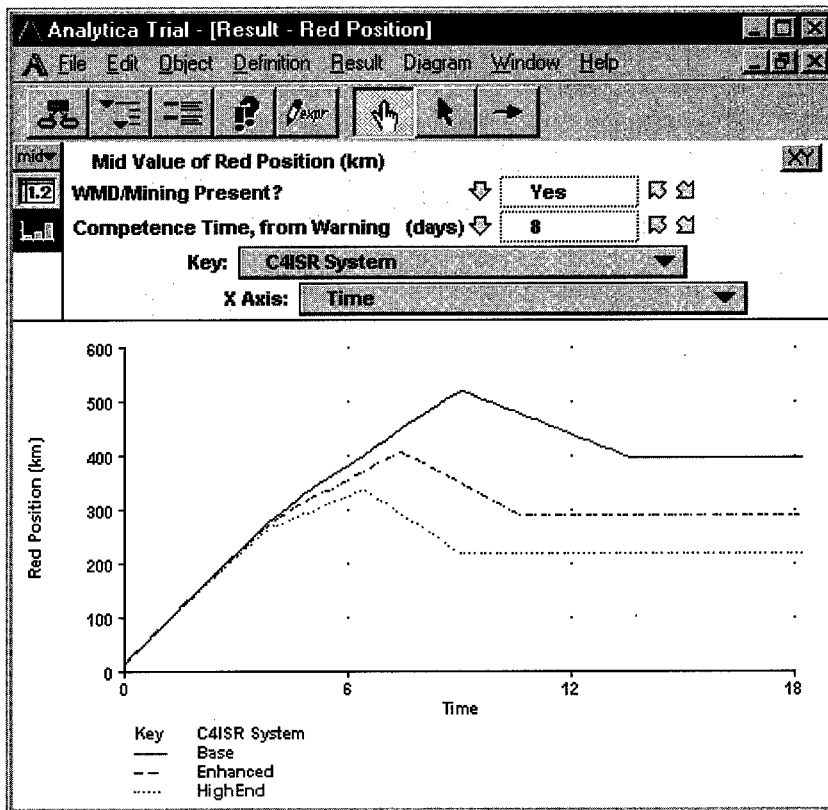 Analytica Trial - [Result - Red Position]
File Edit Object Definition Result Diagram Window Help
expr
mid
Mid Value of Red Position (km)
XY
1.2
WMD/Mining Present? Yes
Competence Time, from Warning (days) 8
Key: C4ISR System
X Axis: Time
600
500
400
300
200
100
0
Red Position (km)
0 6 12 18
Time
Key C4ISR System
Base
Enhanced
HighEnd